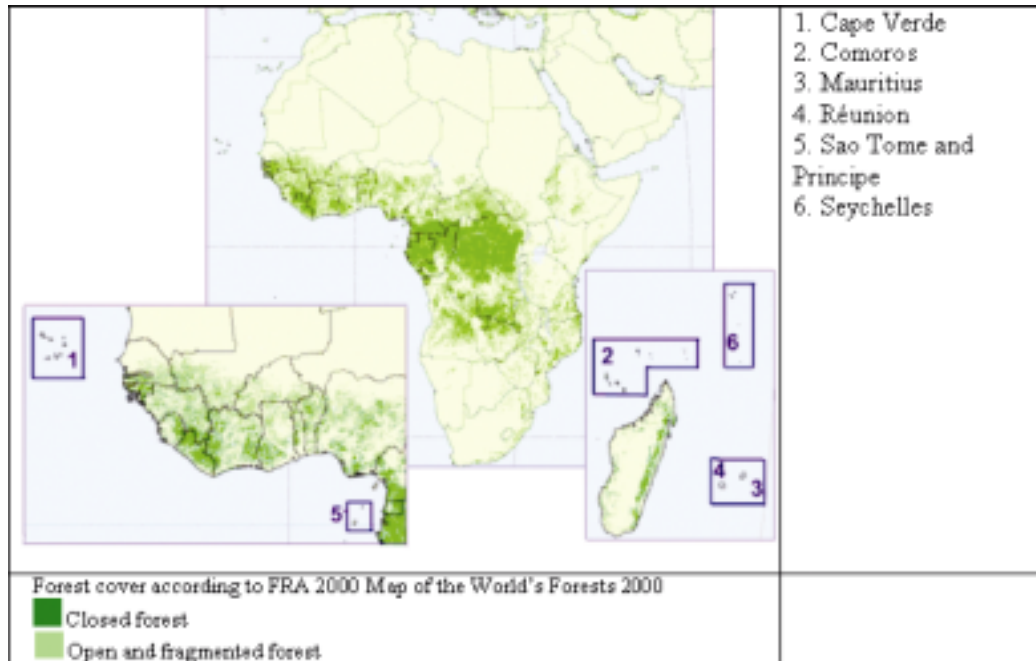 1. Cape Verde
2. Comoros
3. Mauritius
4. Réunion
5. Sao Tome and
Principe
6. Seychelles
1
2
6
4
3
5
Forest cover according to FRA 2000 Map of the World's Forests 2000
Closed forest
Open and fragmented forest